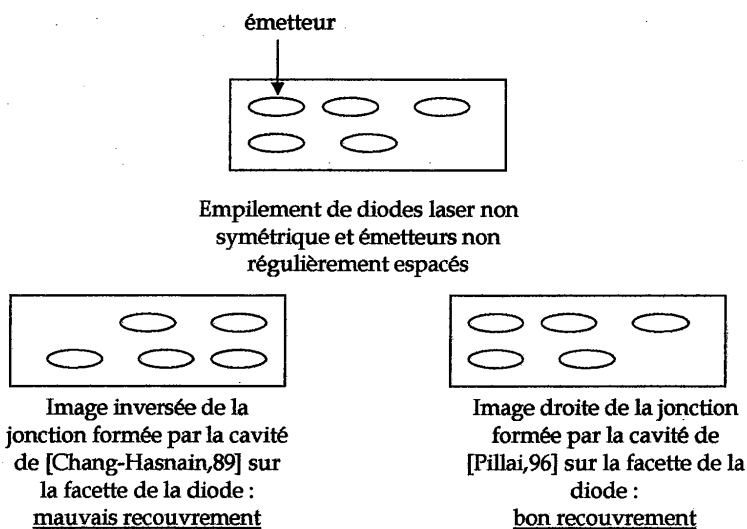 émetteur
Empilement de diodes laser non
symétrique et émetteurs non
régulièrement espacés
Image inversée de la
jonction formée par la cavité
de [Chang-Hasnain,89] sur
la facette de la diode :
mauvais recouvrement
Image droite de la jonction
formée par la cavité de
[Pillai,96] sur la facette de la
diode :
bon recouvrement